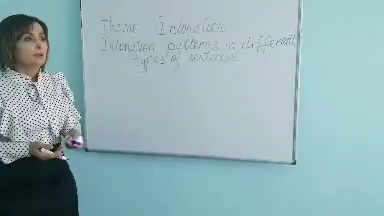 Theme: Intonation
Intonation patterns in different
types of sentences.